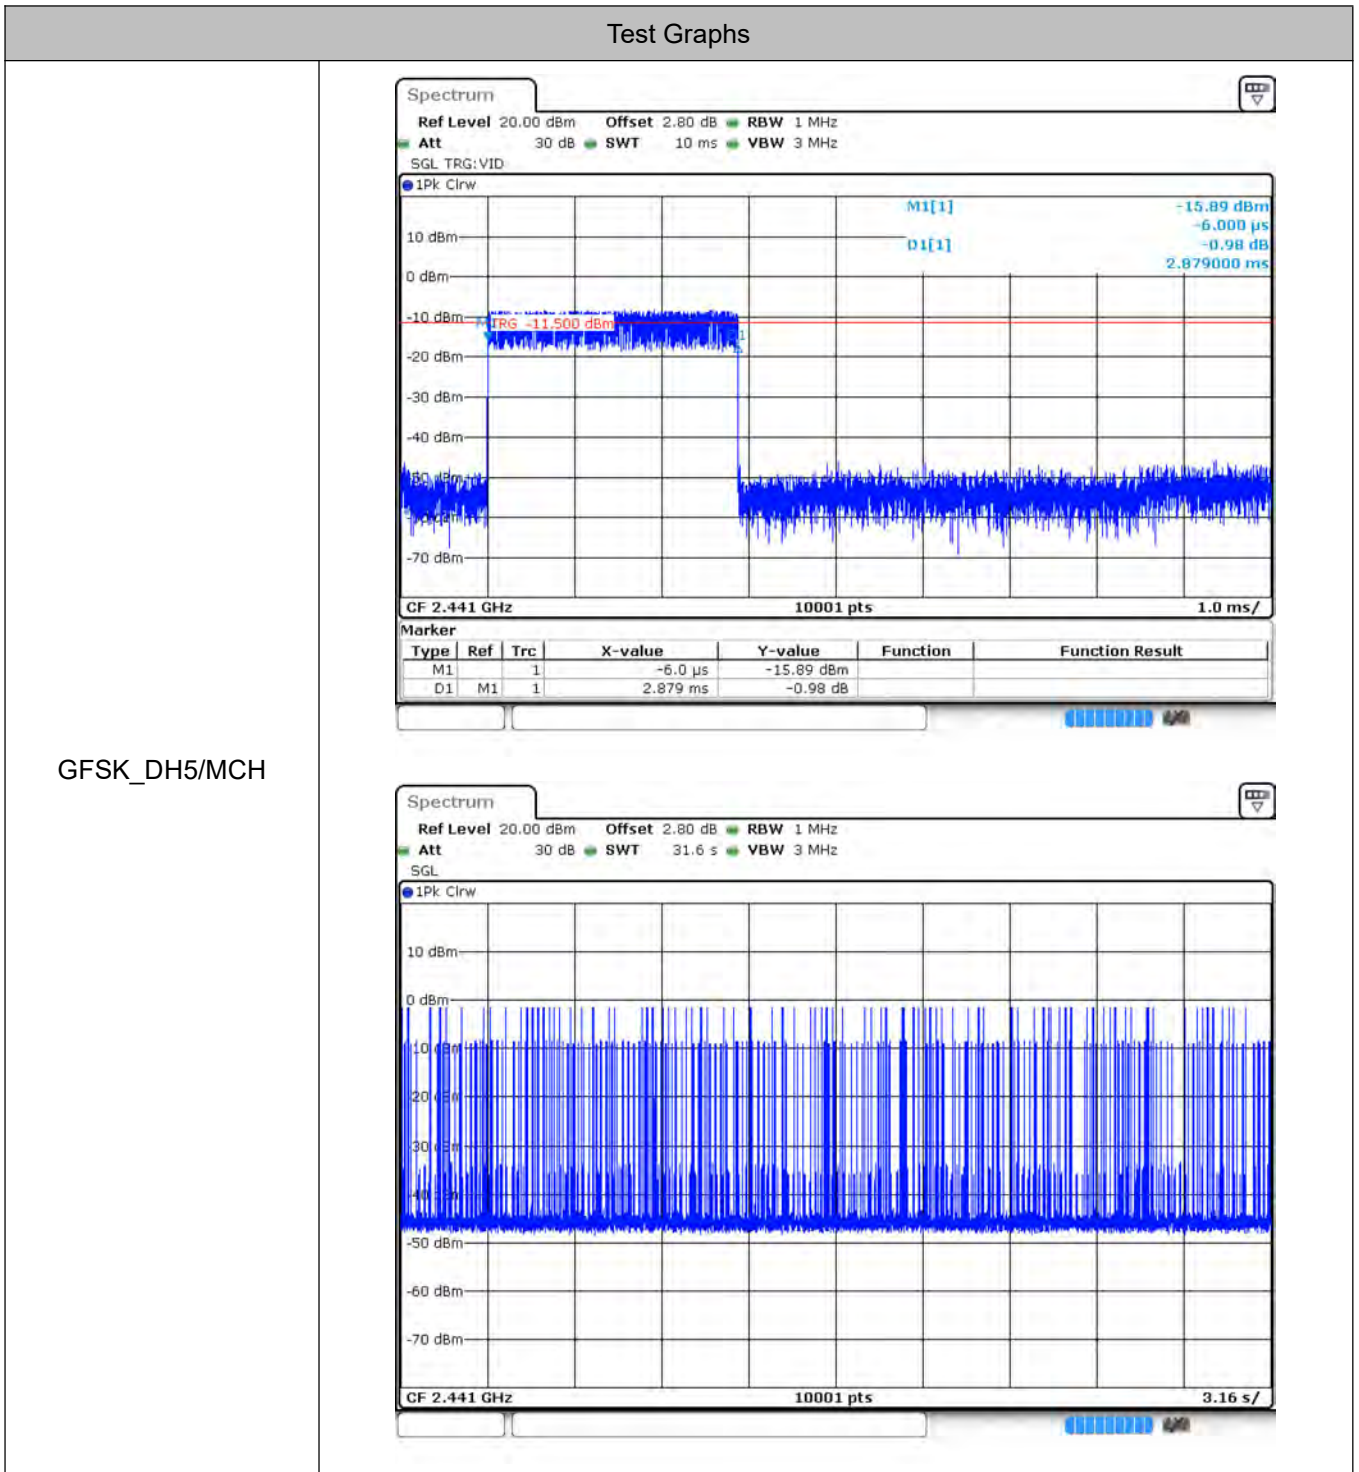 Test Graphs
GFSK_DH5/MCH
Spectrum
Ref Level 20.00 dBm Offset 2.80 dB RBW 1 MHz
Att 30 dB SWT 10 ms VBW 3 MHz
SGL TRG:VID
1Pk Clrw
M1[1] -15.89 dBm
-6.000 µs
10 dBm
D1[1] -0.98 dB
2.879000 ms
0 dBm
-10 dBm
TRG -11.500 dBm
-20 dBm
-30 dBm
-40 dBm
-70 dBm
CF 2.441 GHz 10001 pts 1.0 ms/
Marker
Type Ref Trc X-value Y-value Function Function Result
M1 1 -6.0 µs -15.89 dBm
D1 M1 1 2.879 ms -0.98 dB
Spectrum
Ref Level 20.00 dBm Offset 2.80 dB RBW 1 MHz
Att 30 dB SWT 31.6 s VBW 3 MHz
SGL
1Pk Clrw
10 dBm
0 dBm
-50 dBm
-60 dBm
-70 dBm
CF 2.441 GHz 10001 pts 3.16 s/